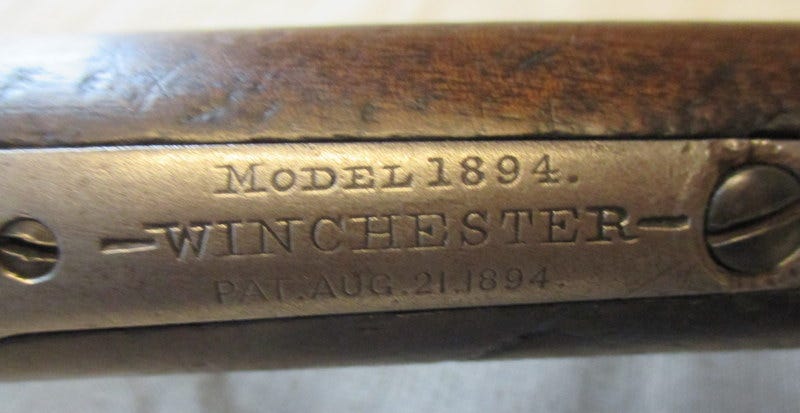 MODEL 1894.
—WINCHESTER—
PAT. AUG. 21. 1894.